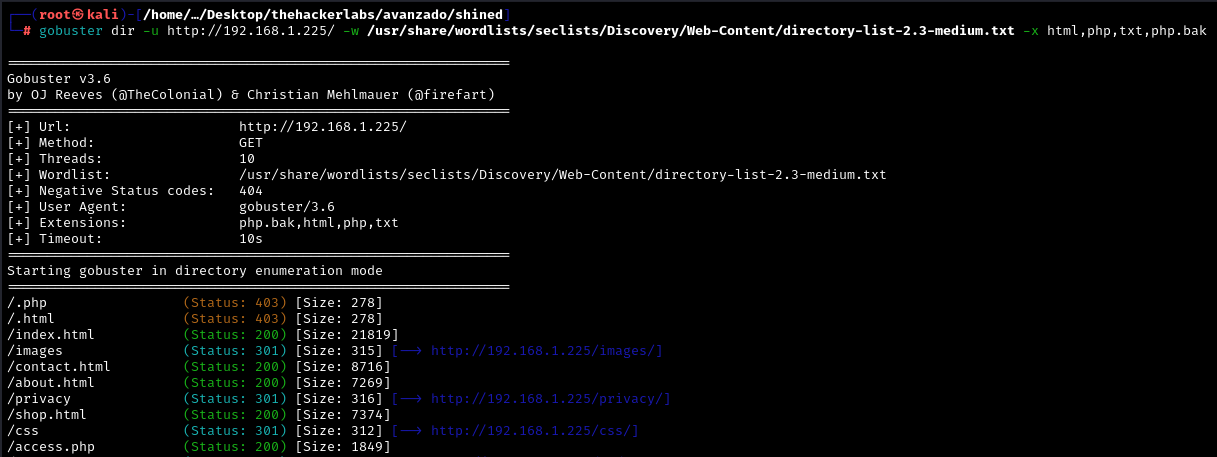 ┌──(root㉿kali)-[/home/…/Desktop/thehackerlabs/avanzado/shined]
└─# gobuster dir -u http://192.168.1.225/ -w /usr/share/wordlists/seclists/Discovery/Web-Content/directory-list-2.3-medium.txt -x html,php,txt,php.bak
===============================================================
Gobuster v3.6
by OJ Reeves (@TheColonial) & Christian Mehlmauer (@firefart)
===============================================================
[+] Url:                     http://192.168.1.225/
[+] Method:                  GET
[+] Threads:                 10
[+] Wordlist:                /usr/share/wordlists/seclists/Discovery/Web-Content/directory-list-2.3-medium.txt
[+] Negative Status codes:   404
[+] User Agent:              gobuster/3.6
[+] Extensions:              php.bak,html,php,txt
[+] Timeout:                 10s
===============================================================
Starting gobuster in directory enumeration mode
===============================================================
/.php                 (Status: 403) [Size: 278]
/.html                (Status: 403) [Size: 278]
/index.html           (Status: 200) [Size: 21819]
/images               (Status: 301) [Size: 315] [--> http://192.168.1.225/images/]
/contact.html         (Status: 200) [Size: 8716]
/about.html           (Status: 200) [Size: 7269]
/privacy              (Status: 301) [Size: 316] [--> http://192.168.1.225/privacy/]
/shop.html            (Status: 200) [Size: 7374]
/css                  (Status: 301) [Size: 312] [--> http://192.168.1.225/css/]
/access.php           (Status: 200) [Size: 1849]